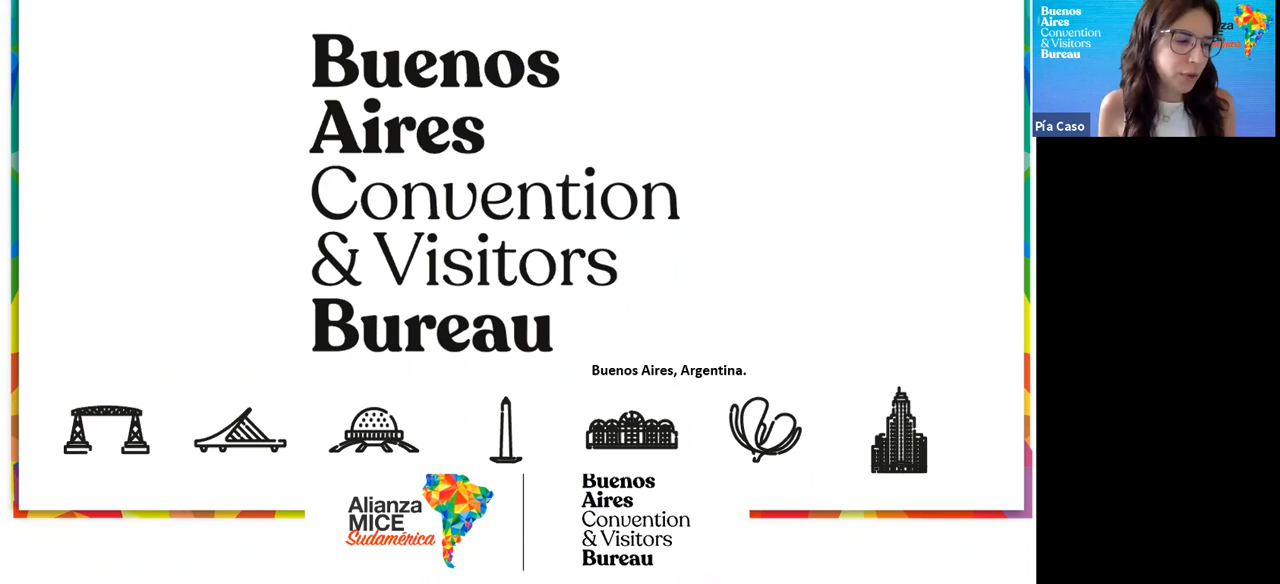 Buenos
Aires
Convention
& Visitors
Bureau
Buenos Aires, Argentina.
Alianza
MICE
Sudamérica
Buenos
Aires
Convention
& Visitors
Bureau
Buenos
Aires
Convention
& Visitors
Bureau
Pía Caso